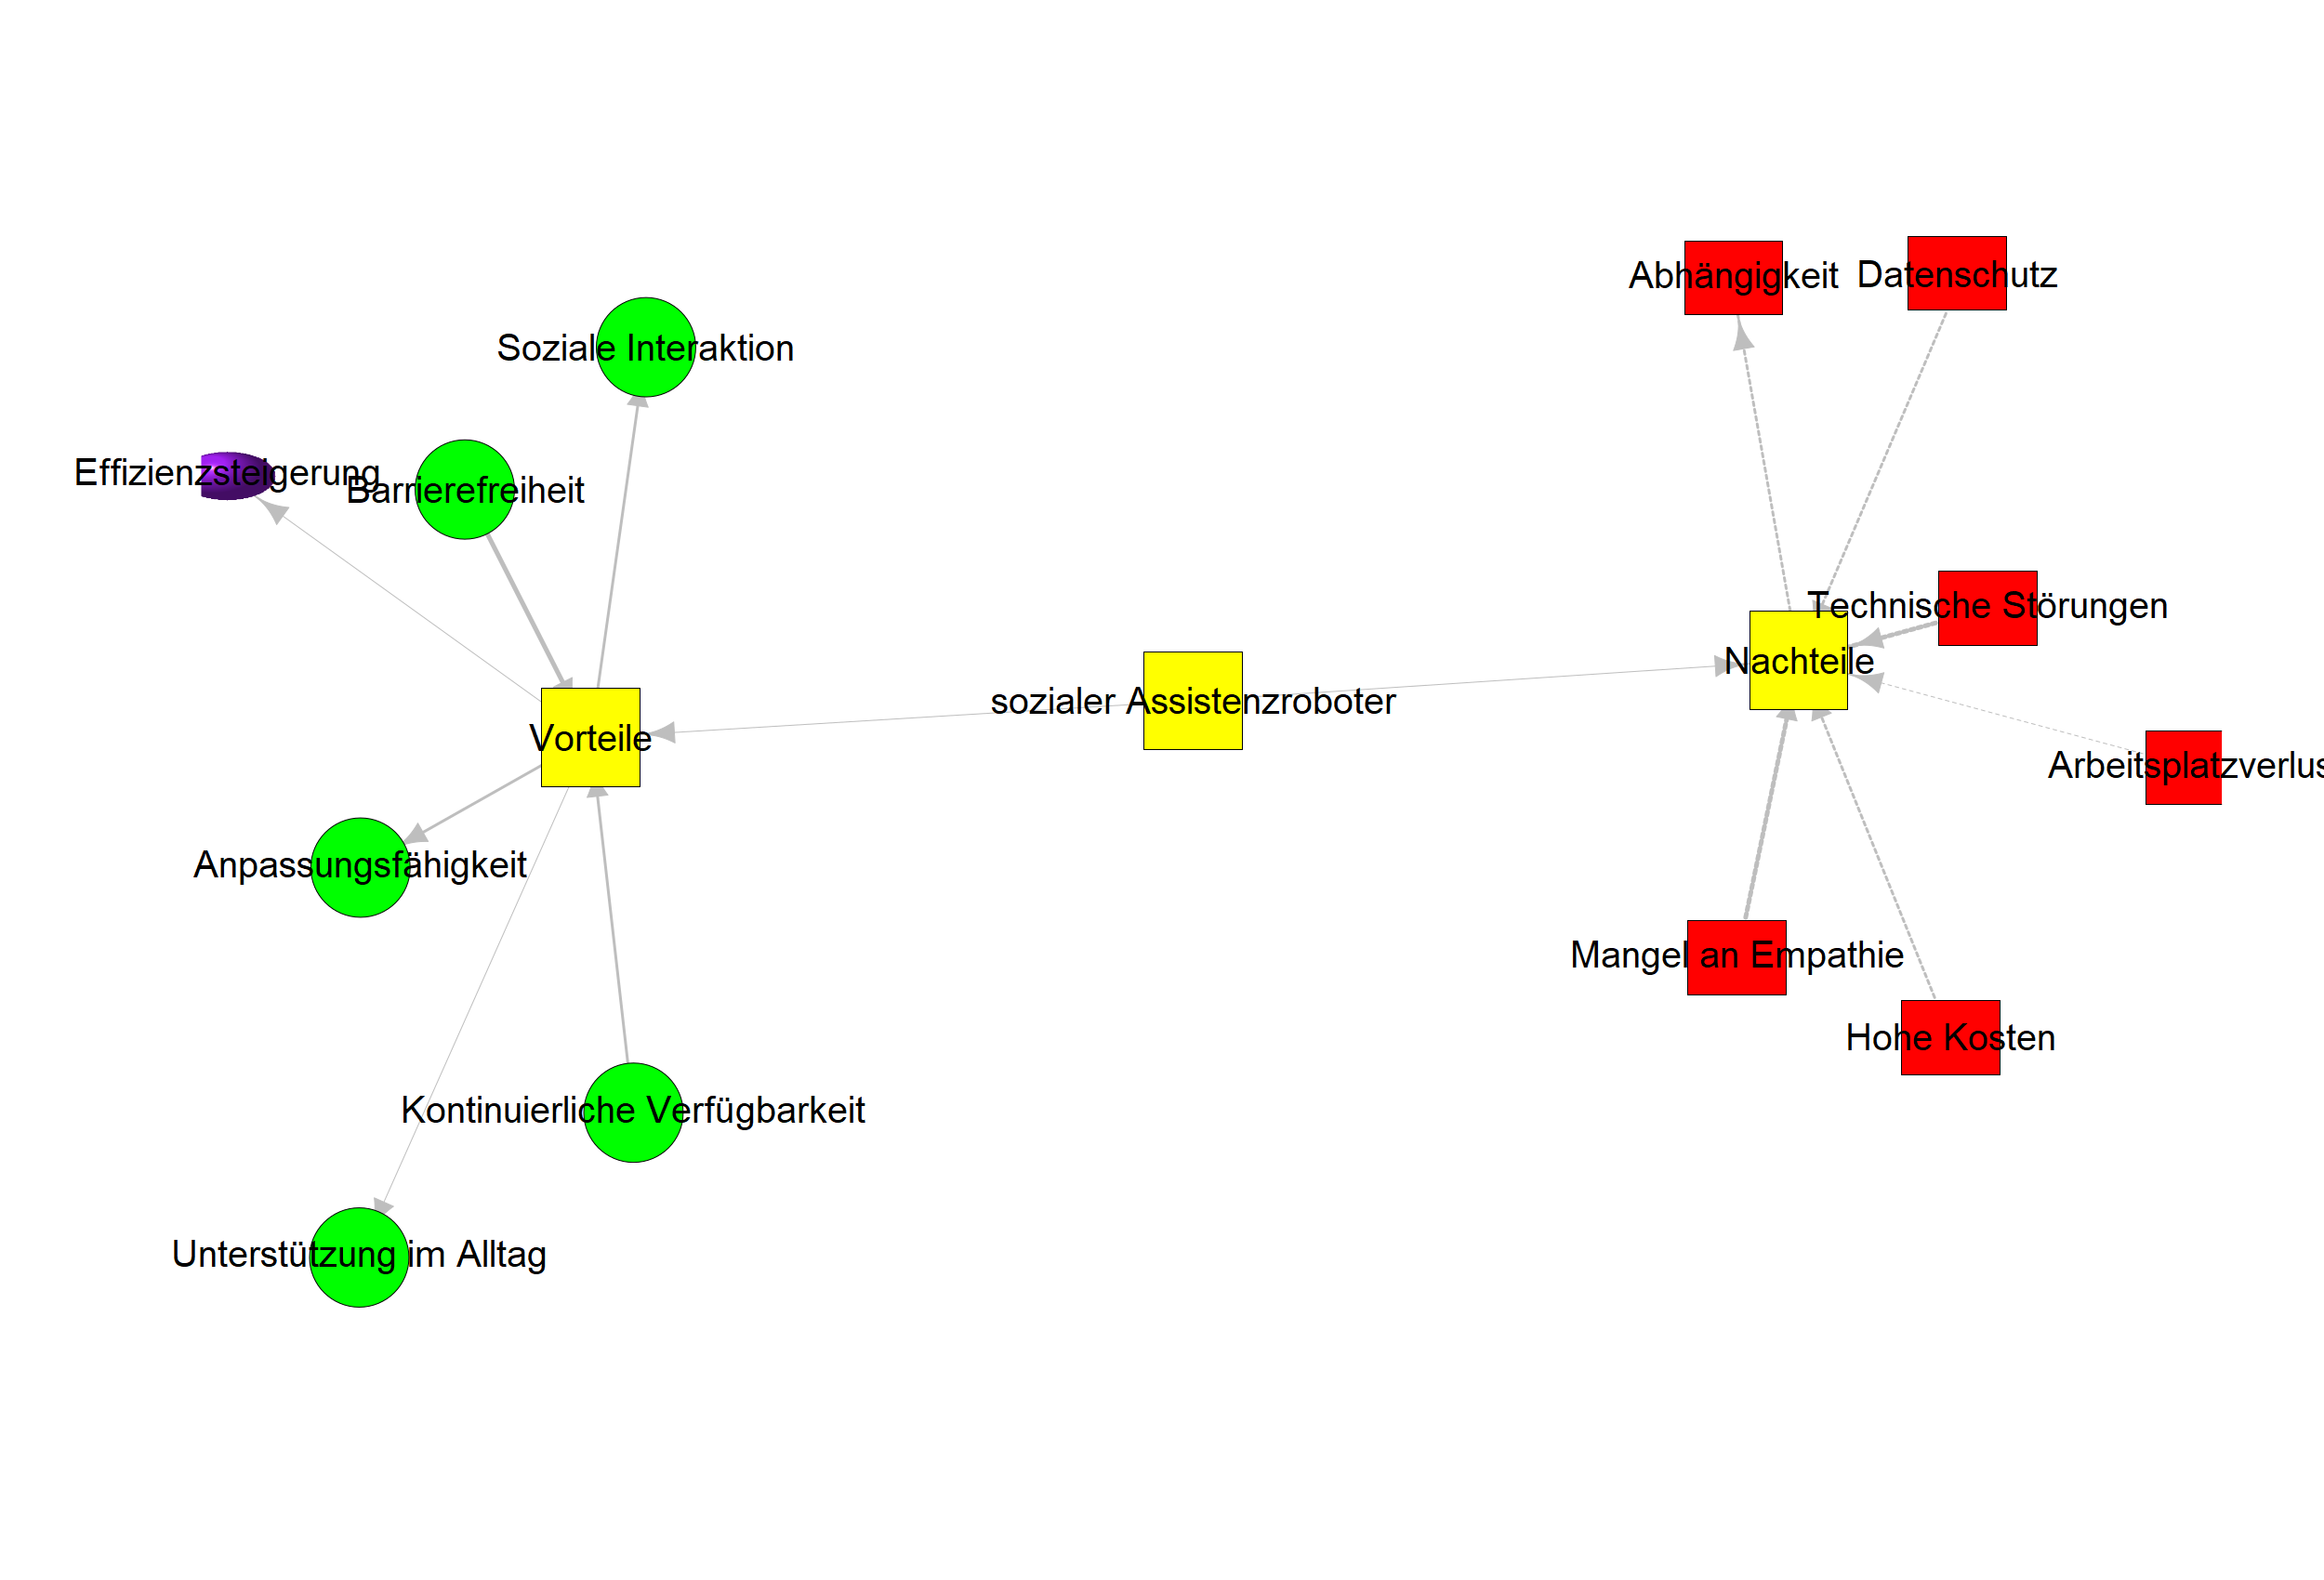 Abhängigkeit
Datenschutz
Soziale Interaktion
Effizienzsteigerung
Barrierefreiheit
Technische Störungen
Nachteile
sozialer Assistenzroboter
Vorteile
Arbeitsplatzverlus
Anpassungsfähigkeit
Mangel an Empathie
Hohe Kosten
Kontinuierliche Verfügbarkeit
Unterstützung im Alltag